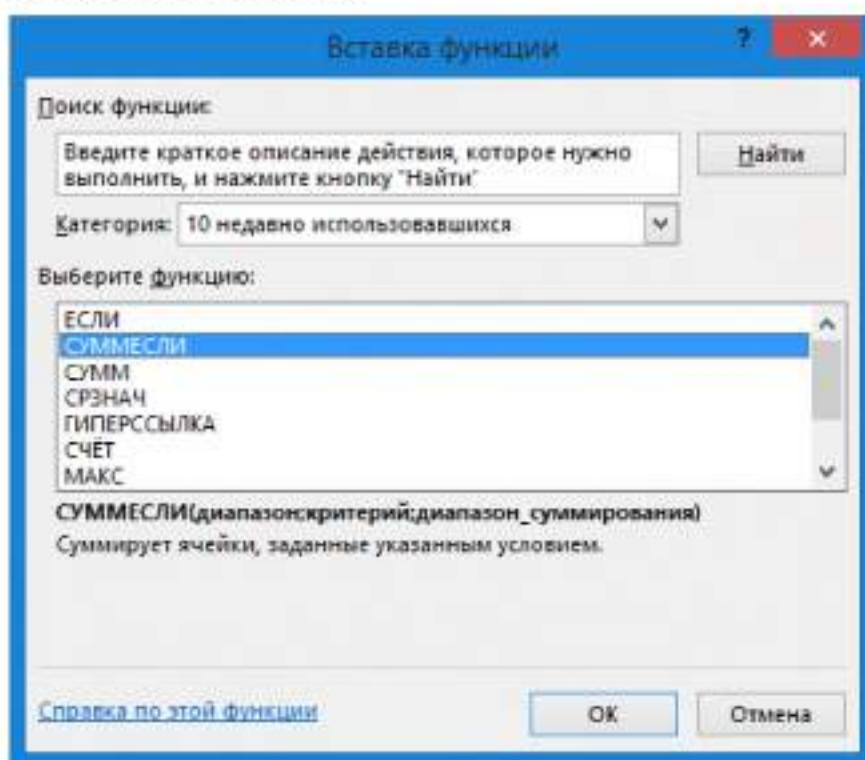 Вставка функции ?
Поиск функции:
Введите краткое описание действия, которое нужно
выполнить, и нажмите кнопку "Найти"
Найти
Категория: 10 недавно использовавшихся
Выберите функцию:
ЕСЛИ
СУММЕСЛИ
СУММ
СРЗНАЧ
ГИПЕРССЫЛКА
СЧЁТ
МАКС
СУММЕСЛИ(диапазон;критерий;диапазон_суммирования)
Суммирует ячейки, заданные указанным условием.
Справка по этой функции
ОК
Отмена